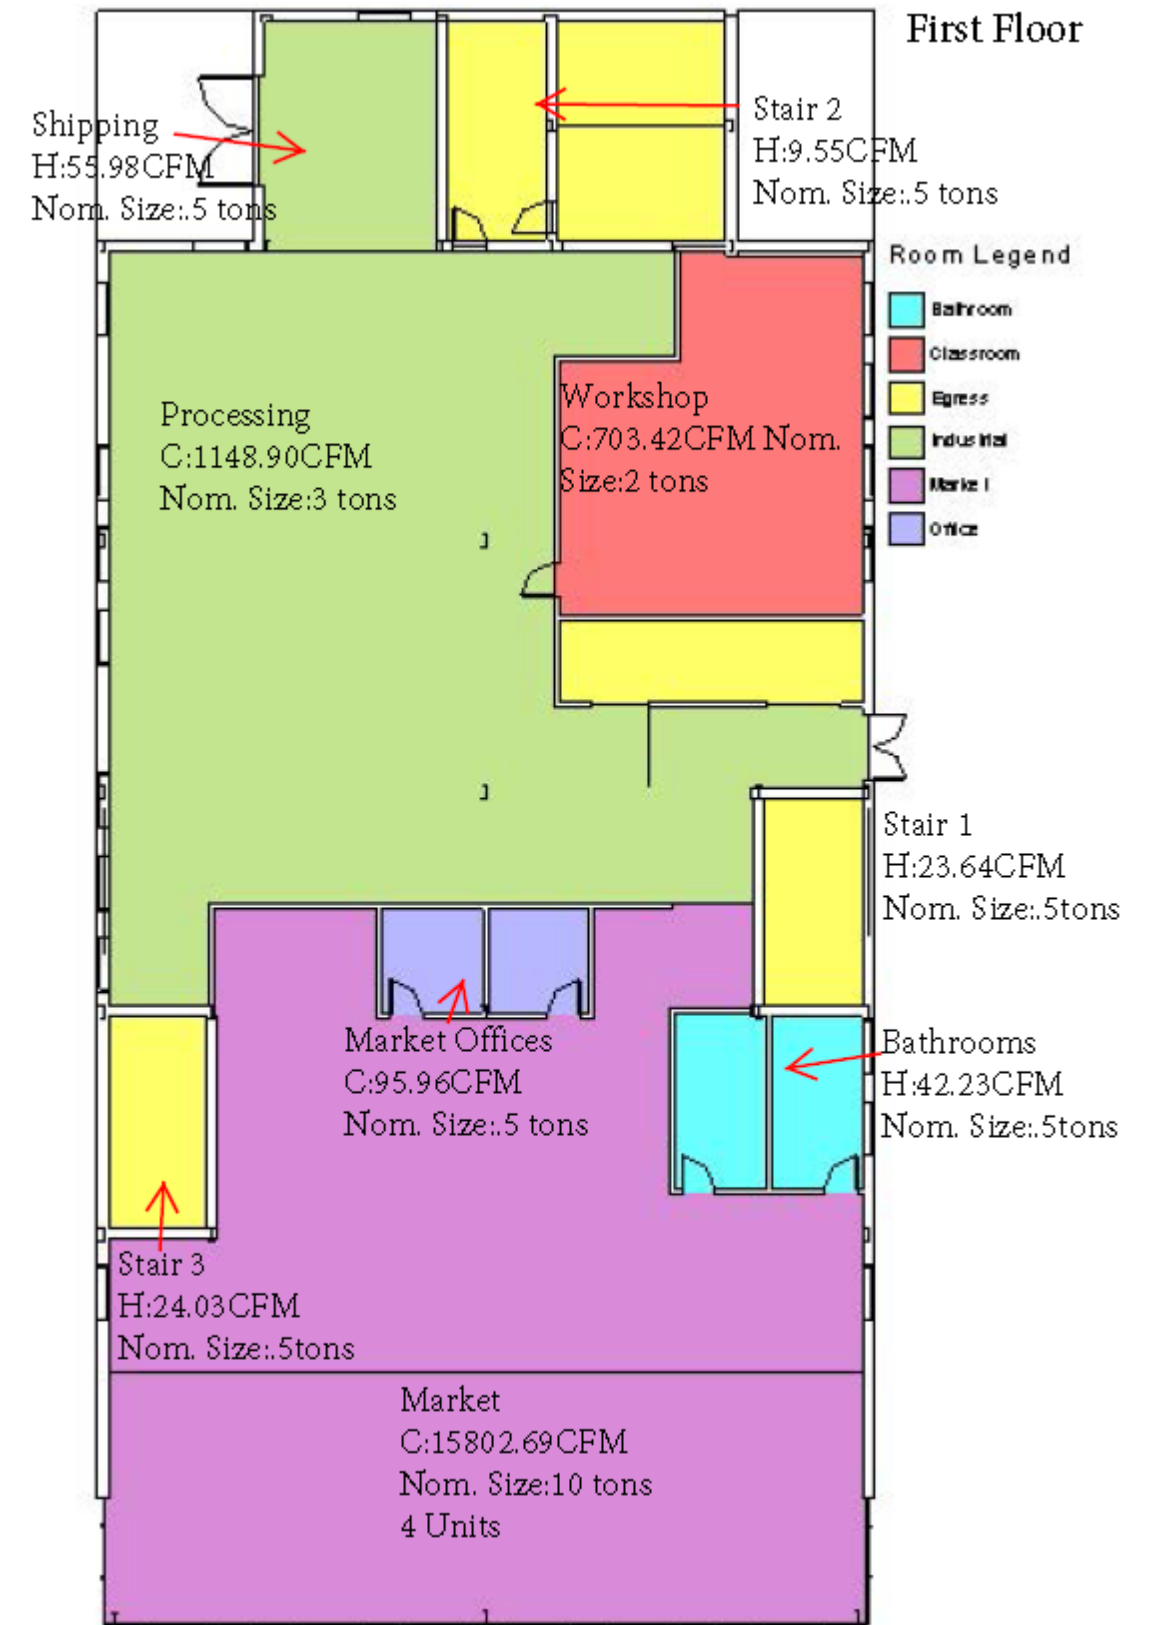 First Floor
Shipping
H:55.98CFM
Nom. Size:.5 tons
Stair 2
H:9.55CFM
Nom. Size:.5 tons
Room Legend
Bathroom
Classroom
Egress
Industrial
Market
Office
Processing
C:1148.90CFM
Nom. Size:3 tons
Workshop
C:703.42CFM Nom.
Size:2 tons
Stair 1
H:23.64CFM
Nom. Size:.5tons
Market Offices
C:95.96CFM
Nom. Size:.5 tons
Bathrooms
H:42.23CFM
Nom. Size:.5tons
Stair 3
H:24.03CFM
Nom. Size:.5tons
Market
C:15802.69CFM
Nom. Size:10 tons
4 Units